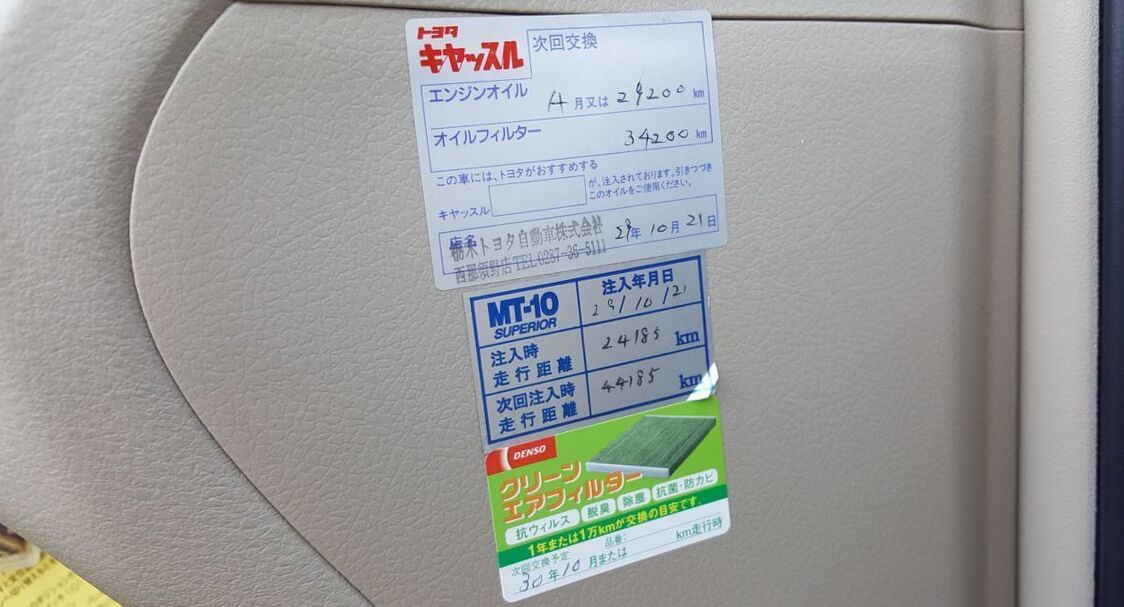 トヨタ
キャッスル
次回交換
エンジンオイル 4月又は 29200 km
オイルフィルター 34200 km
この車には、トヨタがおすすめする
キャッスル
が、注入されております。引きつづき
このオイルをご使用ください。
店名
栃木トヨタ自動車株式会社
西那須野店 TEL 0287-36-5111
29年 10月 21日
MT-10
SUPERIOR
注入年月日
29/10/21
注入時
走行距離
24185 km
次回注入時
走行距離
44185 km
DENSO
クリーン
エアフィルター
抗ウィルス 脱臭 除塵 抗菌・防カビ
1年または1万kmが交換の目安です。
品番:
次回交換予定
30年10月または km走行時